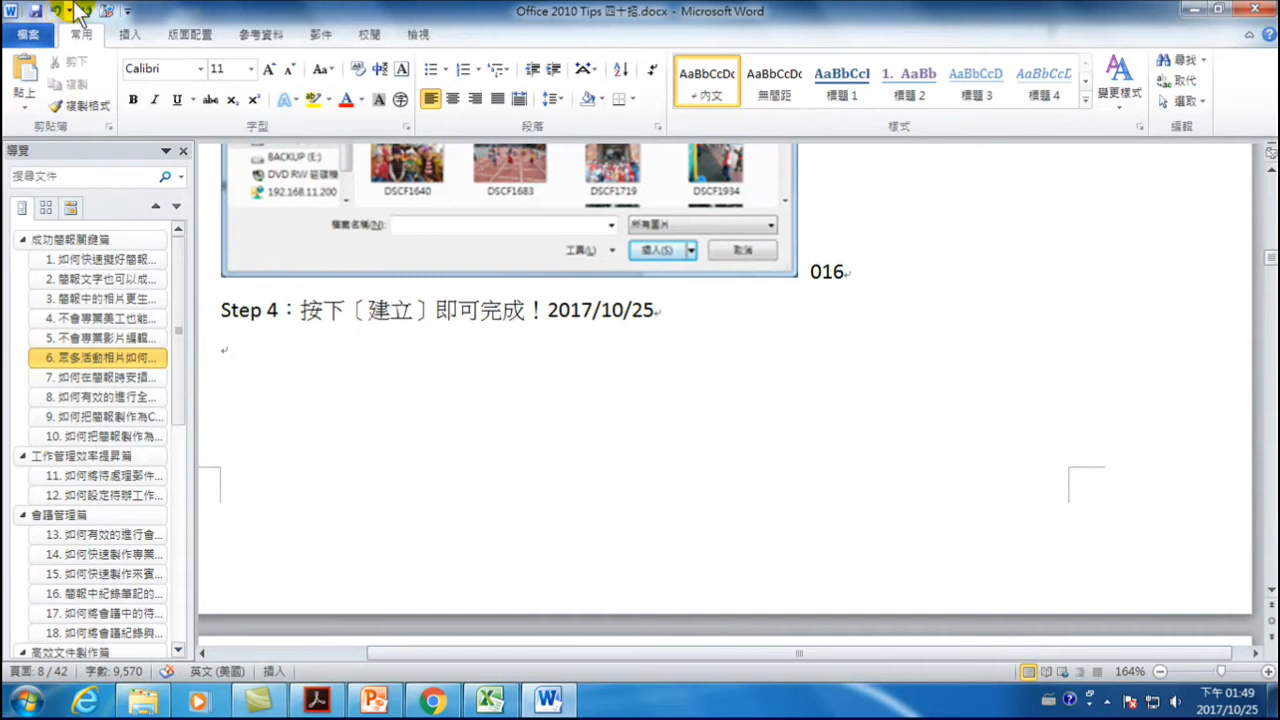 Office 2010 Tips 四十招.docx - Microsoft Word
檔案 常用 插入 版面配置 參考資料 郵件 校閱 檢視
貼上 剪下 複製 複製格式 剪貼簿
Calibri 11 Aa A
B I U abc x₂ x² A A A 字
字型
段落
AaBbCcDc 內文
AaBbCcDc 無間距
AaBbCcI 標題 1
1. AaBb 標題 2
AaBbCcD 標題 3
AaBbCcL 標題 4
變更樣式
樣式
尋找
取代
選取
編輯
導覽
搜尋文件
成功簡報關鍵篇
1. 如何快速擬好簡報...
2. 簡報文字也可以成...
3. 簡報中的相片更生...
4. 不會專業美工也能...
5. 不會專業影片編輯...
6. 眾多活動相片如何...
7. 如何在簡報時安插...
8. 如何有效的進行全...
9. 如何把簡報製作為C...
10. 如何把簡報製作為...
工作管理效率提昇篇
11. 如何將待處理郵件...
12. 如何設定待辦工作...
會議管理篇
13. 如何有效的進行會...
14. 如何快速製作專業...
15. 如何快速製作來賓...
16. 簡報中紀錄筆記的...
17. 如何將會議中的待...
18. 如何將會議紀錄與...
高效文件製作篇
BACKUP (E:)
DVD RW 磁碟機
192.168.11.200
DSCF1640 DSCF1683 DSCF1719 DSCF1934
檔案名稱(N): 所有圖片
工具(L) 插入(S) 取消
016
Step 4：按下〔建立〕即可完成！2017/10/25
頁面: 8 / 42 字數: 9,570 英文 (美國) 插入 164%
下午 01:49
2017/10/25